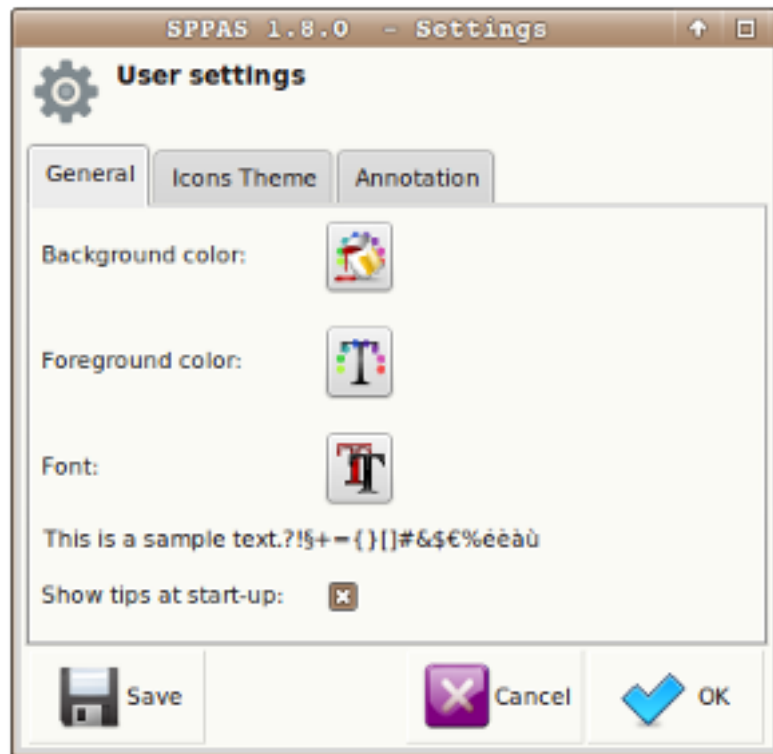 SPPAS 1.8.0 - Settings
User settings
General Icons Theme Annotation
Background color:
Foreground color:
Font:
This is a sample text.?!§+={}[]#&$€%éèàù
Show tips at start-up:
Save Cancel OK